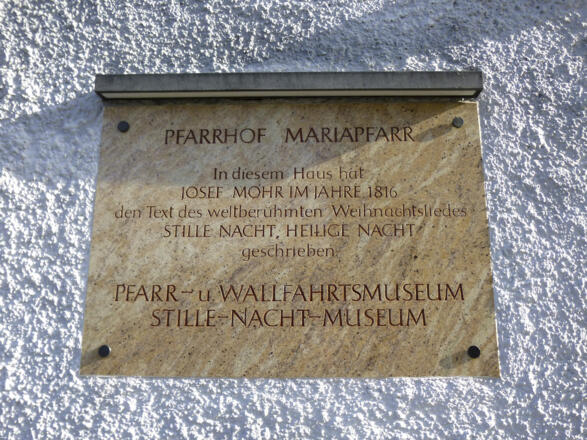 PFARRHOF MARIAPFARR
In diesem Haus hat
JOSEF MOHR IM JAHRE 1816
den Text des weltberühmten Weihnachtsliedes
STILLE NACHT, HEILIGE NACHT
geschrieben.
PFARR- u. WALLFAHRTSMUSEUM
STILLE-NACHT-MUSEUM